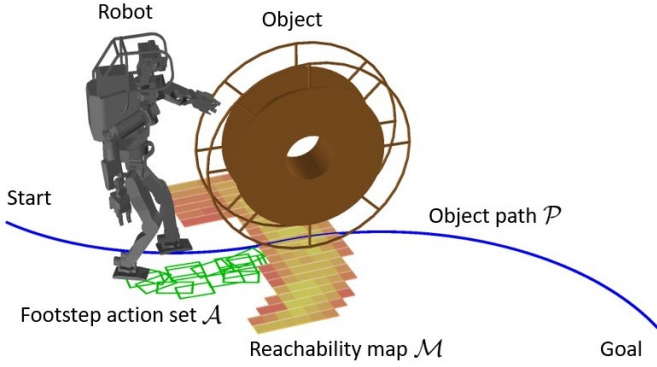 Robot
Object
Start
Object path 𝒫
Footstep action set 𝒜
Reachability map ℳ
Goal